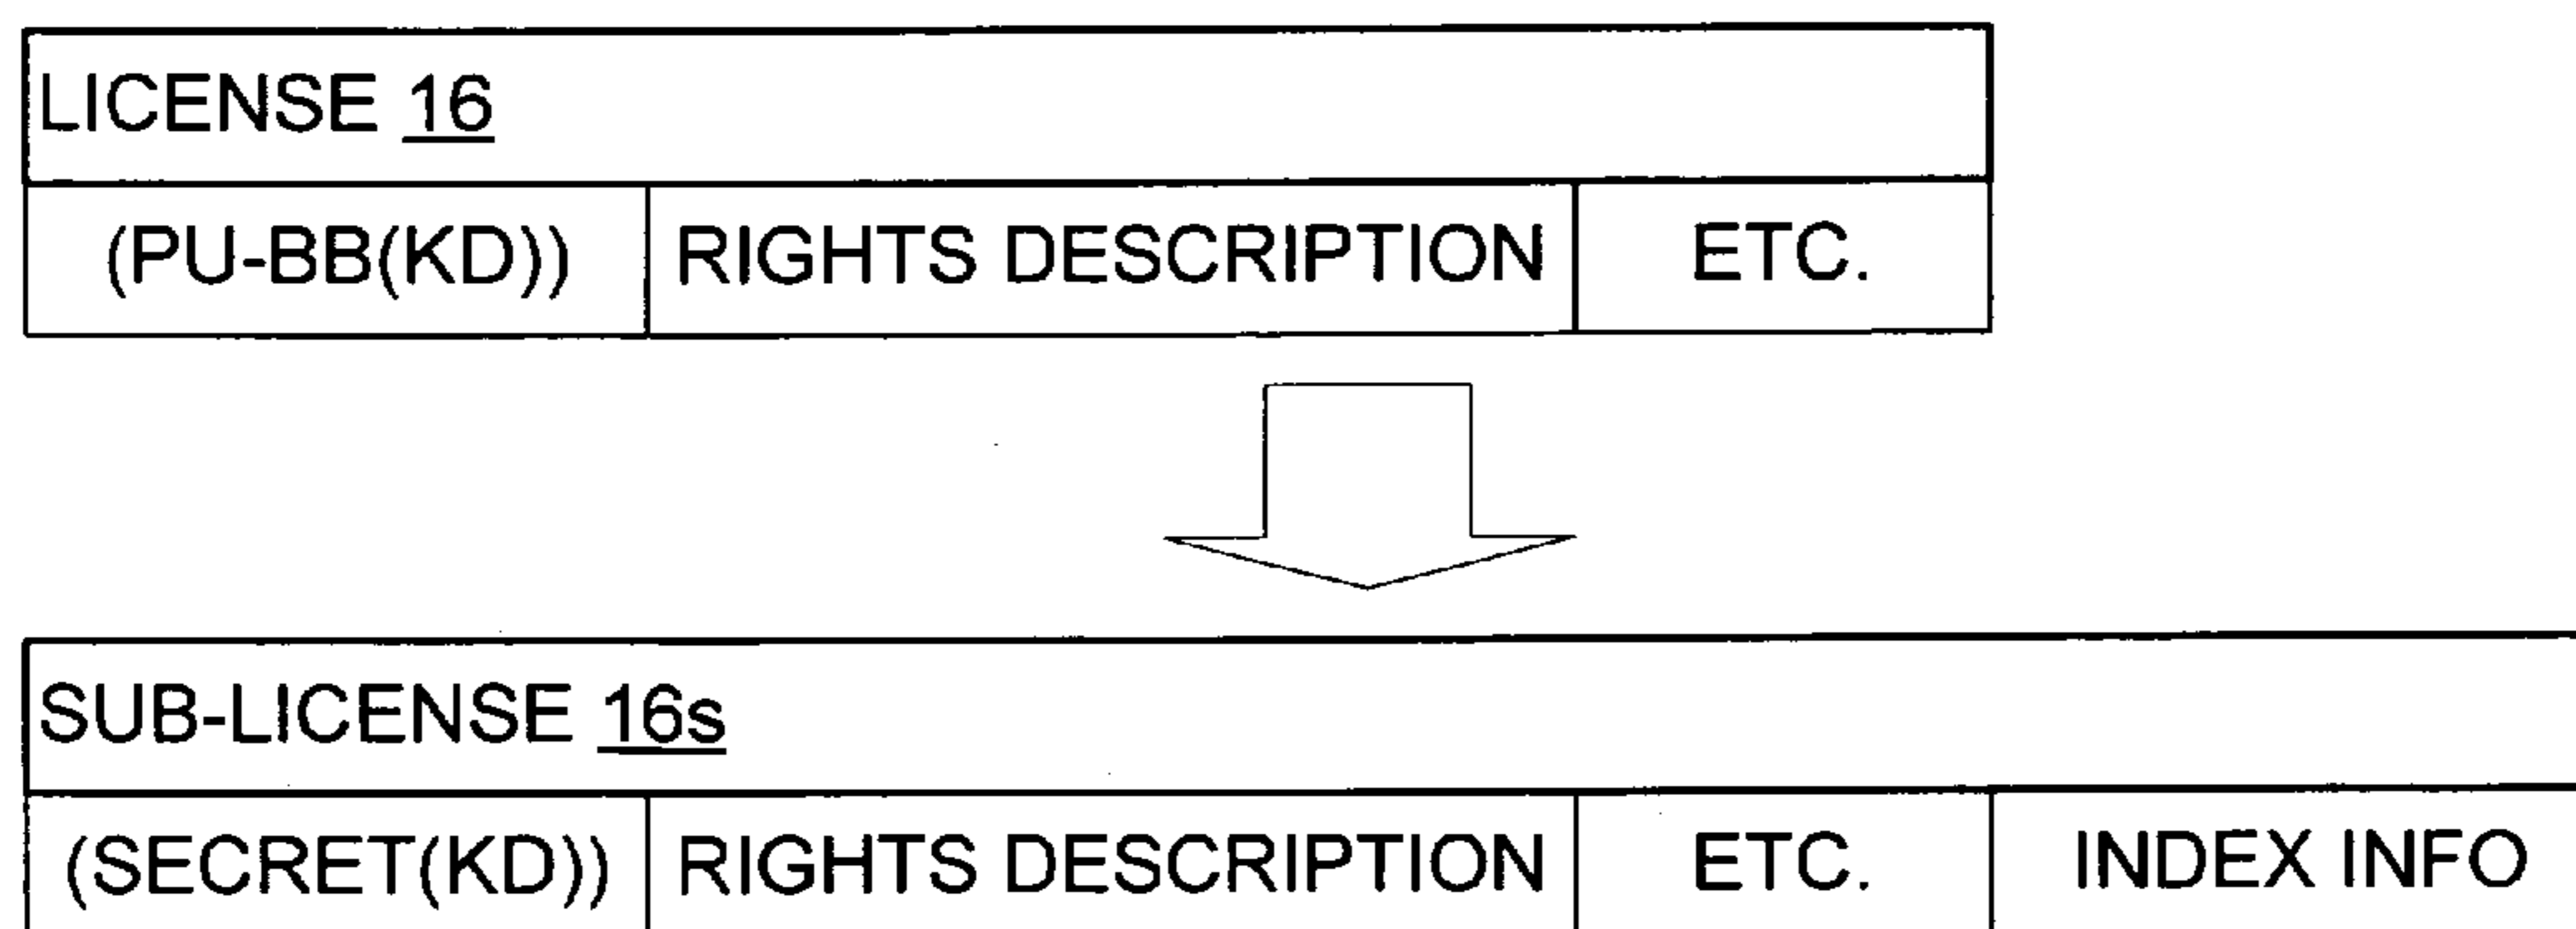 LICENSE 16
(PU-BB(KD)) RIGHTS DESCRIPTION ETC.
SUB-LICENSE 16s
(SECRET(KD)) RIGHTS DESCRIPTION ETC. INDEX INFO